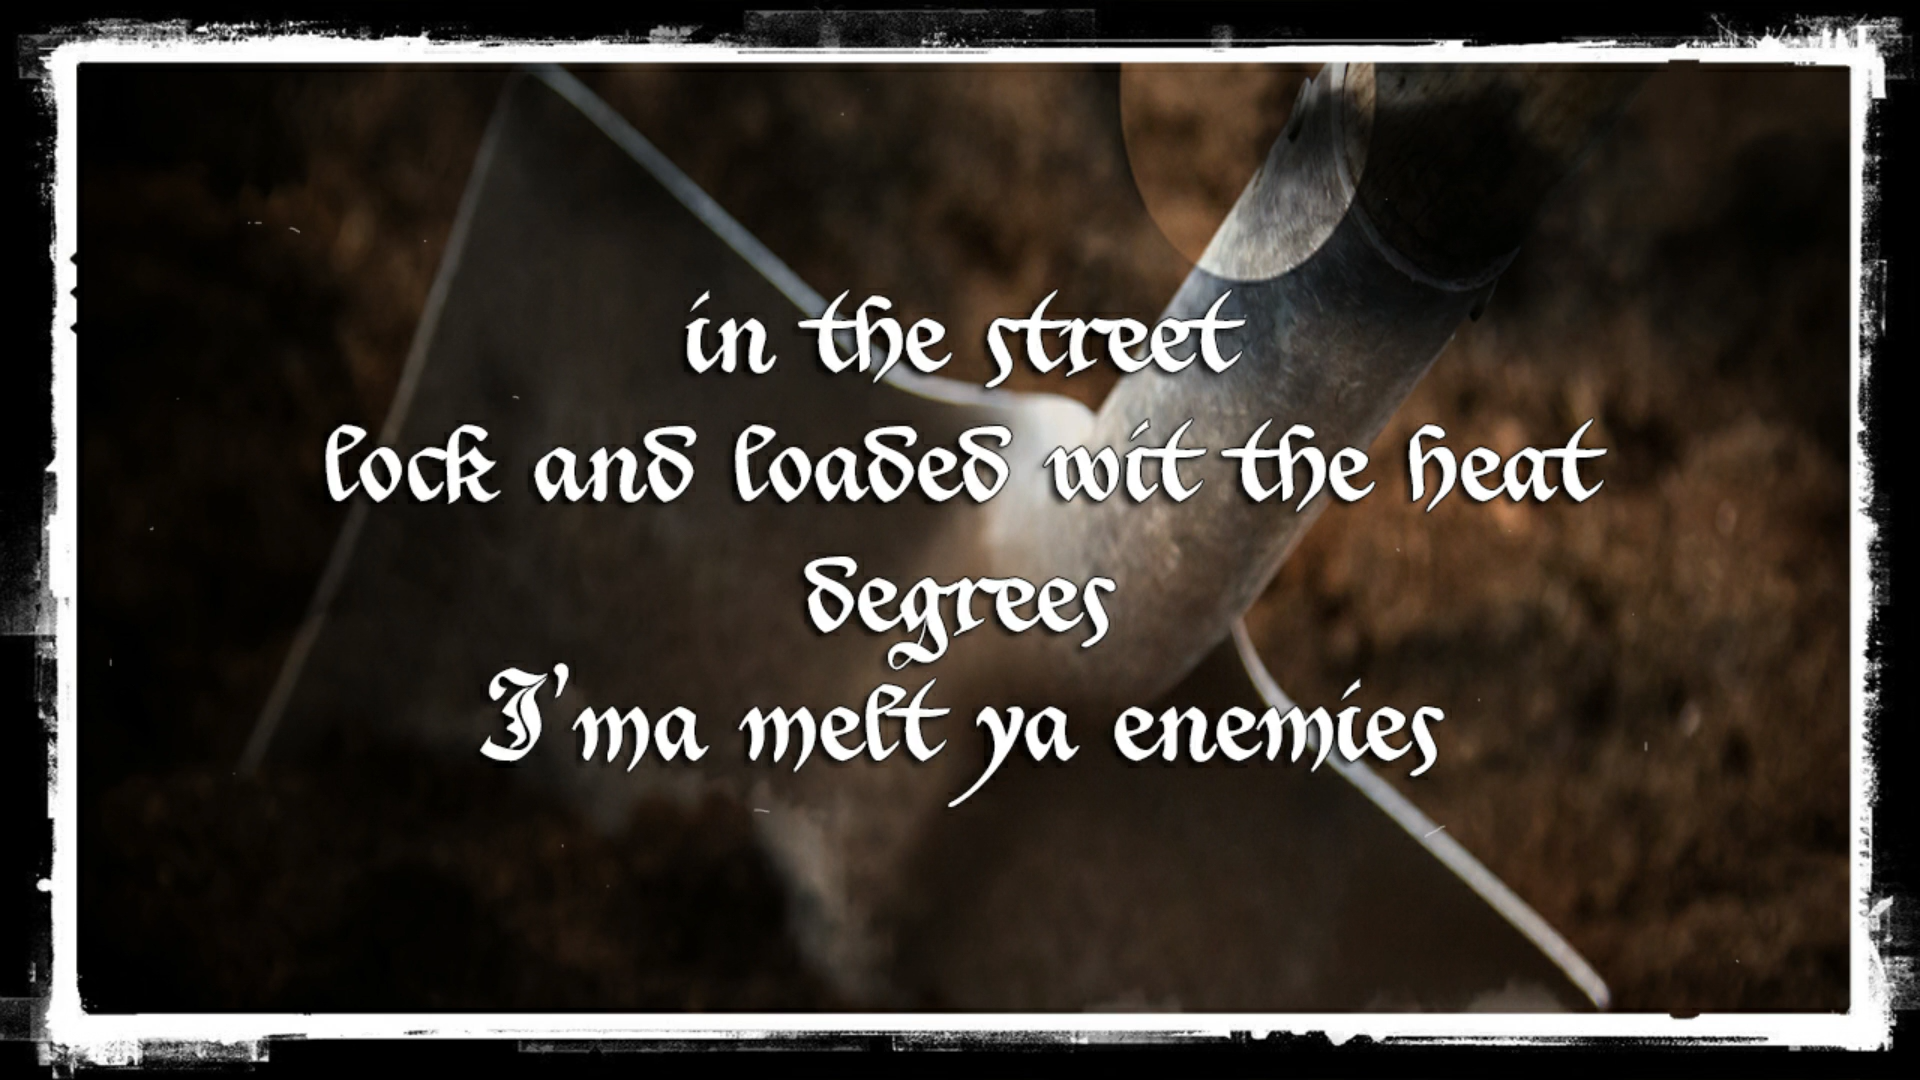 in the street
lock and loaded wit the heat
degrees
I'ma melt ya enemies